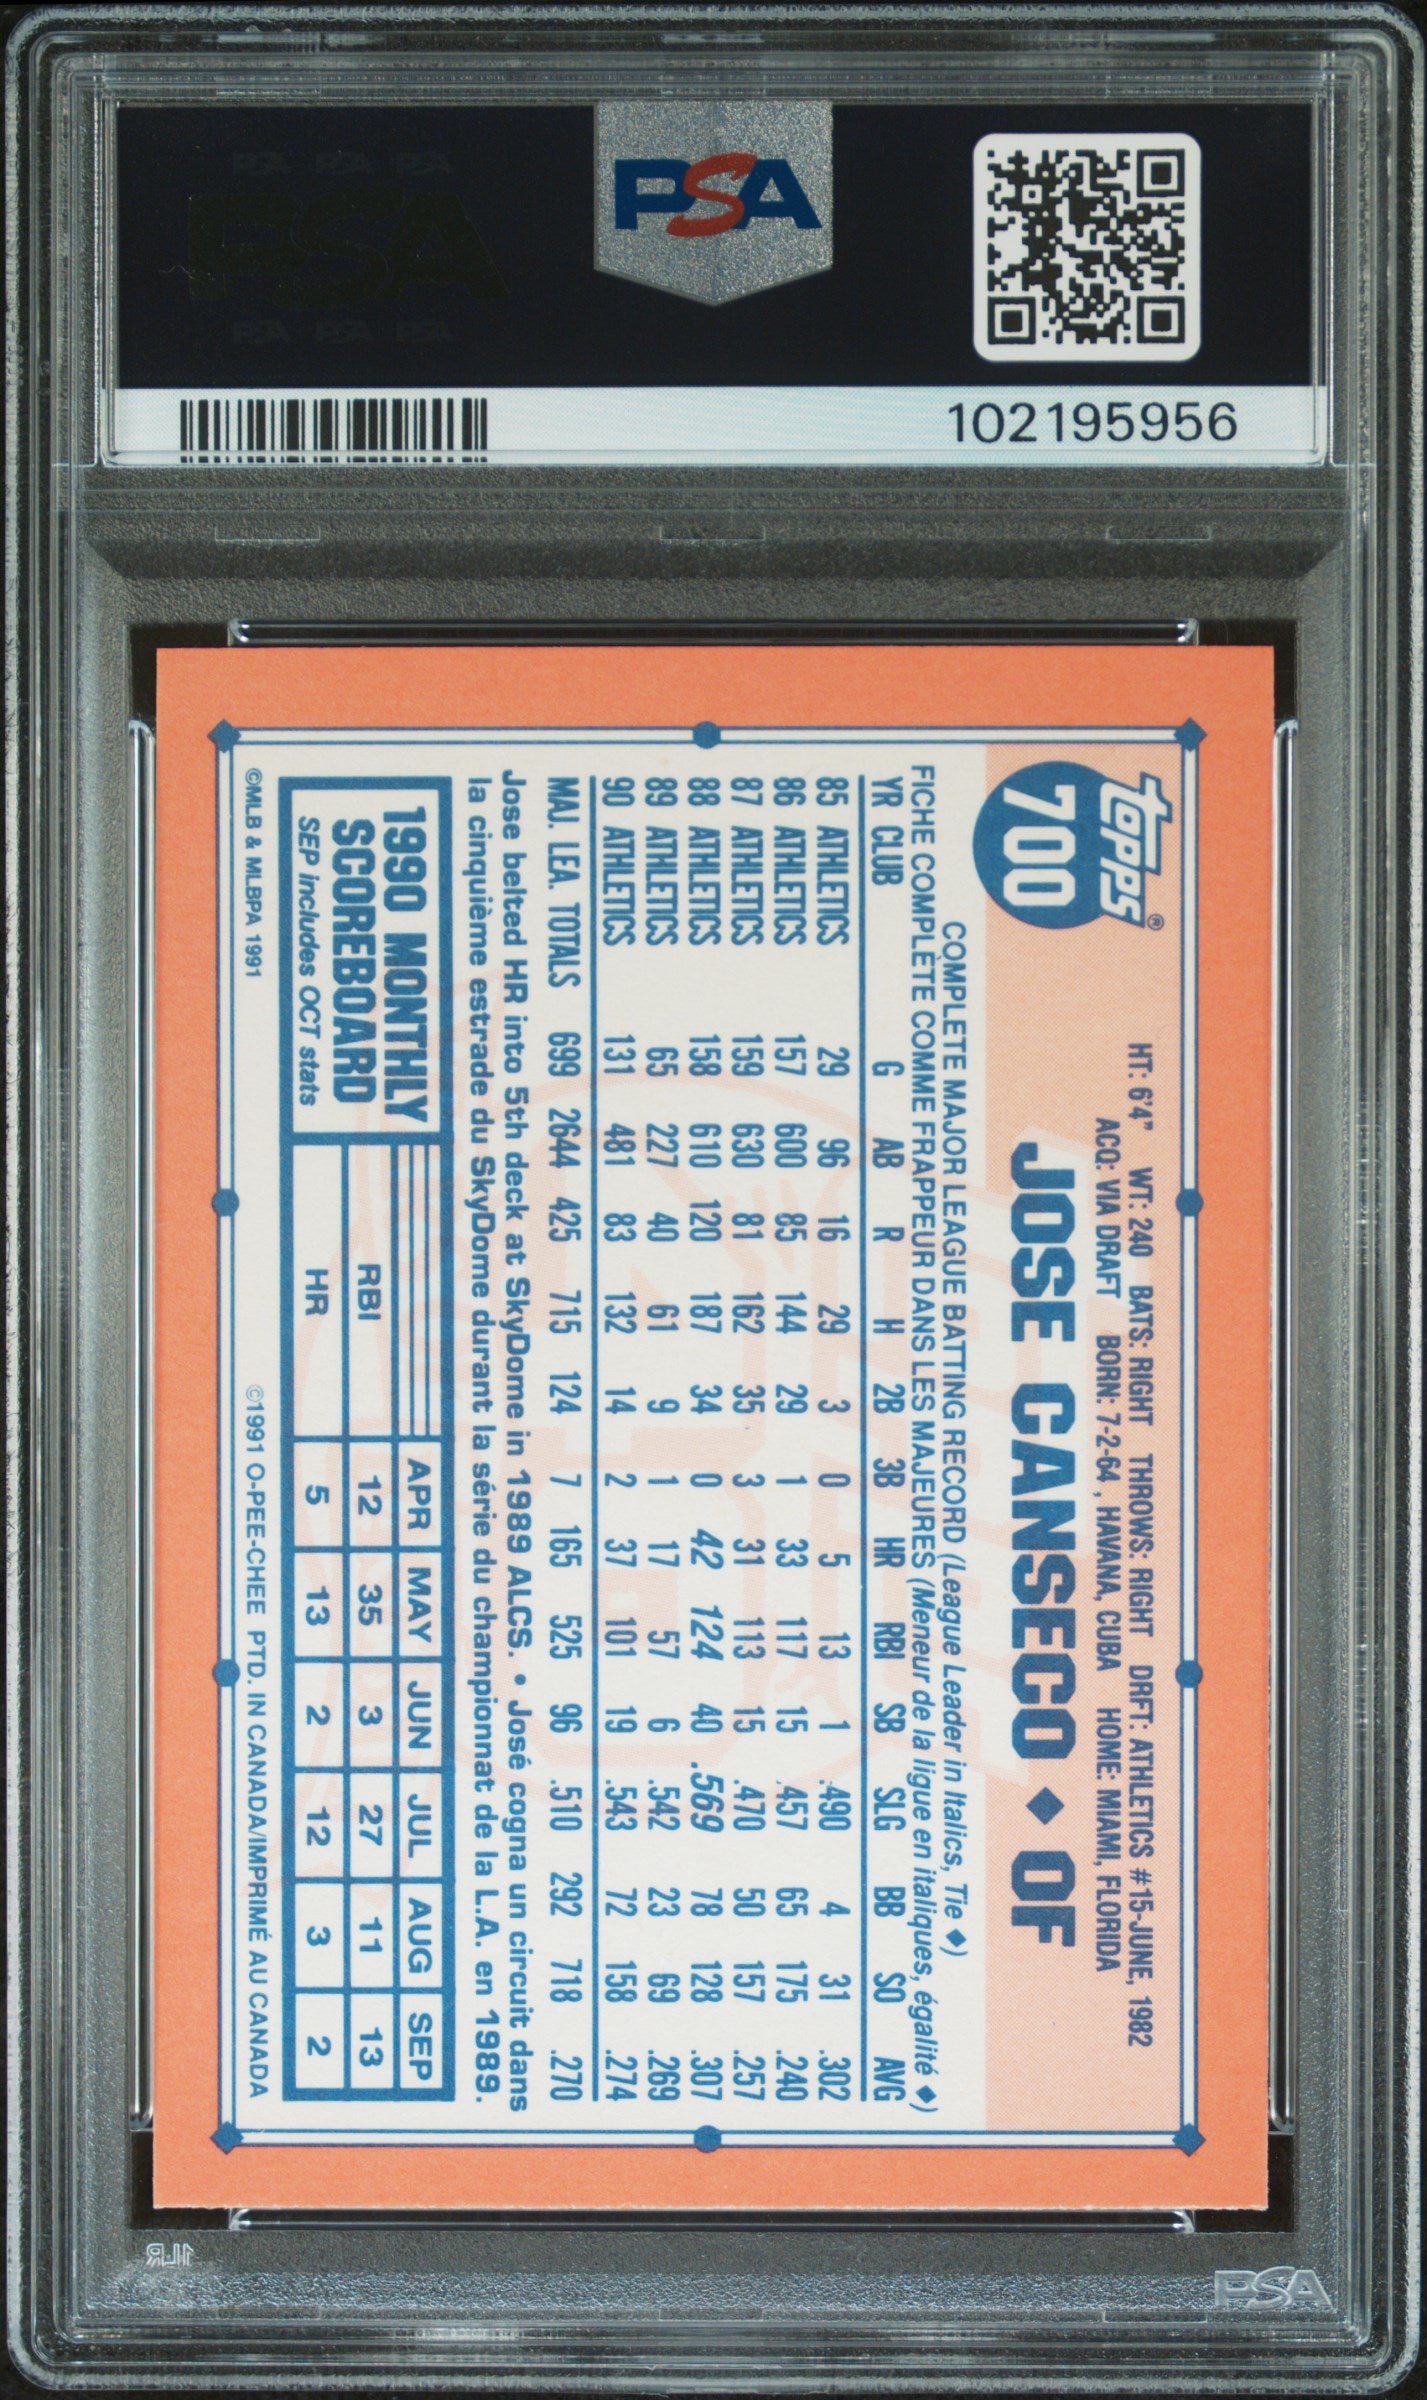 PSA
102195956
Topps®
700
HT: 6'4" WT: 240 BATS: RIGHT THROWS: RIGHT DRFT: ATHLETICS #15-JUNE, 1982
ACQ: VIA DRAFT BORN: 7-2-64, HAVANA, CUBA HOME: MIAMI, FLORIDA
JOSE CANSECO ♦ OF
COMPLETE MAJOR LEAGUE BATTING RECORD (League Leader in Italics, Tie ♦)
FICHE COMPLÈTE COMME FRAPPEUR DANS LES MAJEURES (Meneur de la ligue en italiques, égalité ♦)
YR CLUB G AB R H 2B 3B HR RBI SB SLG BB SO AVG
85 ATHLETICS 29 96 16 29 3 0 5 13 1 .490 4 31 .302
86 ATHLETICS 157 600 85 144 29 1 33 117 15 .457 65 175 .240
87 ATHLETICS 159 630 81 162 35 3 31 113 15 .470 50 157 .257
88 ATHLETICS 158 610 120 187 34 0 42 124 40 .569 78 128 .307
89 ATHLETICS 65 227 40 61 9 1 17 57 6 .542 23 69 .269
90 ATHLETICS 131 481 83 132 14 2 37 101 19 .543 72 158 .274
MAJ. LEA. TOTALS 699 2644 425 715 124 7 165 525 96 .510 292 718 .270
Jose belted HR into 5th deck at SkyDome in 1989 ALCS. • José cogna un circuit dans
la cinquième estrade du SkyDome durant la série du championnat de la L.A. en 1989.
1990 MONTHLY
SCOREBOARD
SEP includes OCT stats
APR MAY JUN JUL AUG SEP
RBI 12 35 3 27 11 13
HR 5 13 2 12 3 2
©MLB & MLBPA 1991 ©1991 O-PEE-CHEE PTD. IN CANADA/IMPRIMÉ AU CANADA
PSA